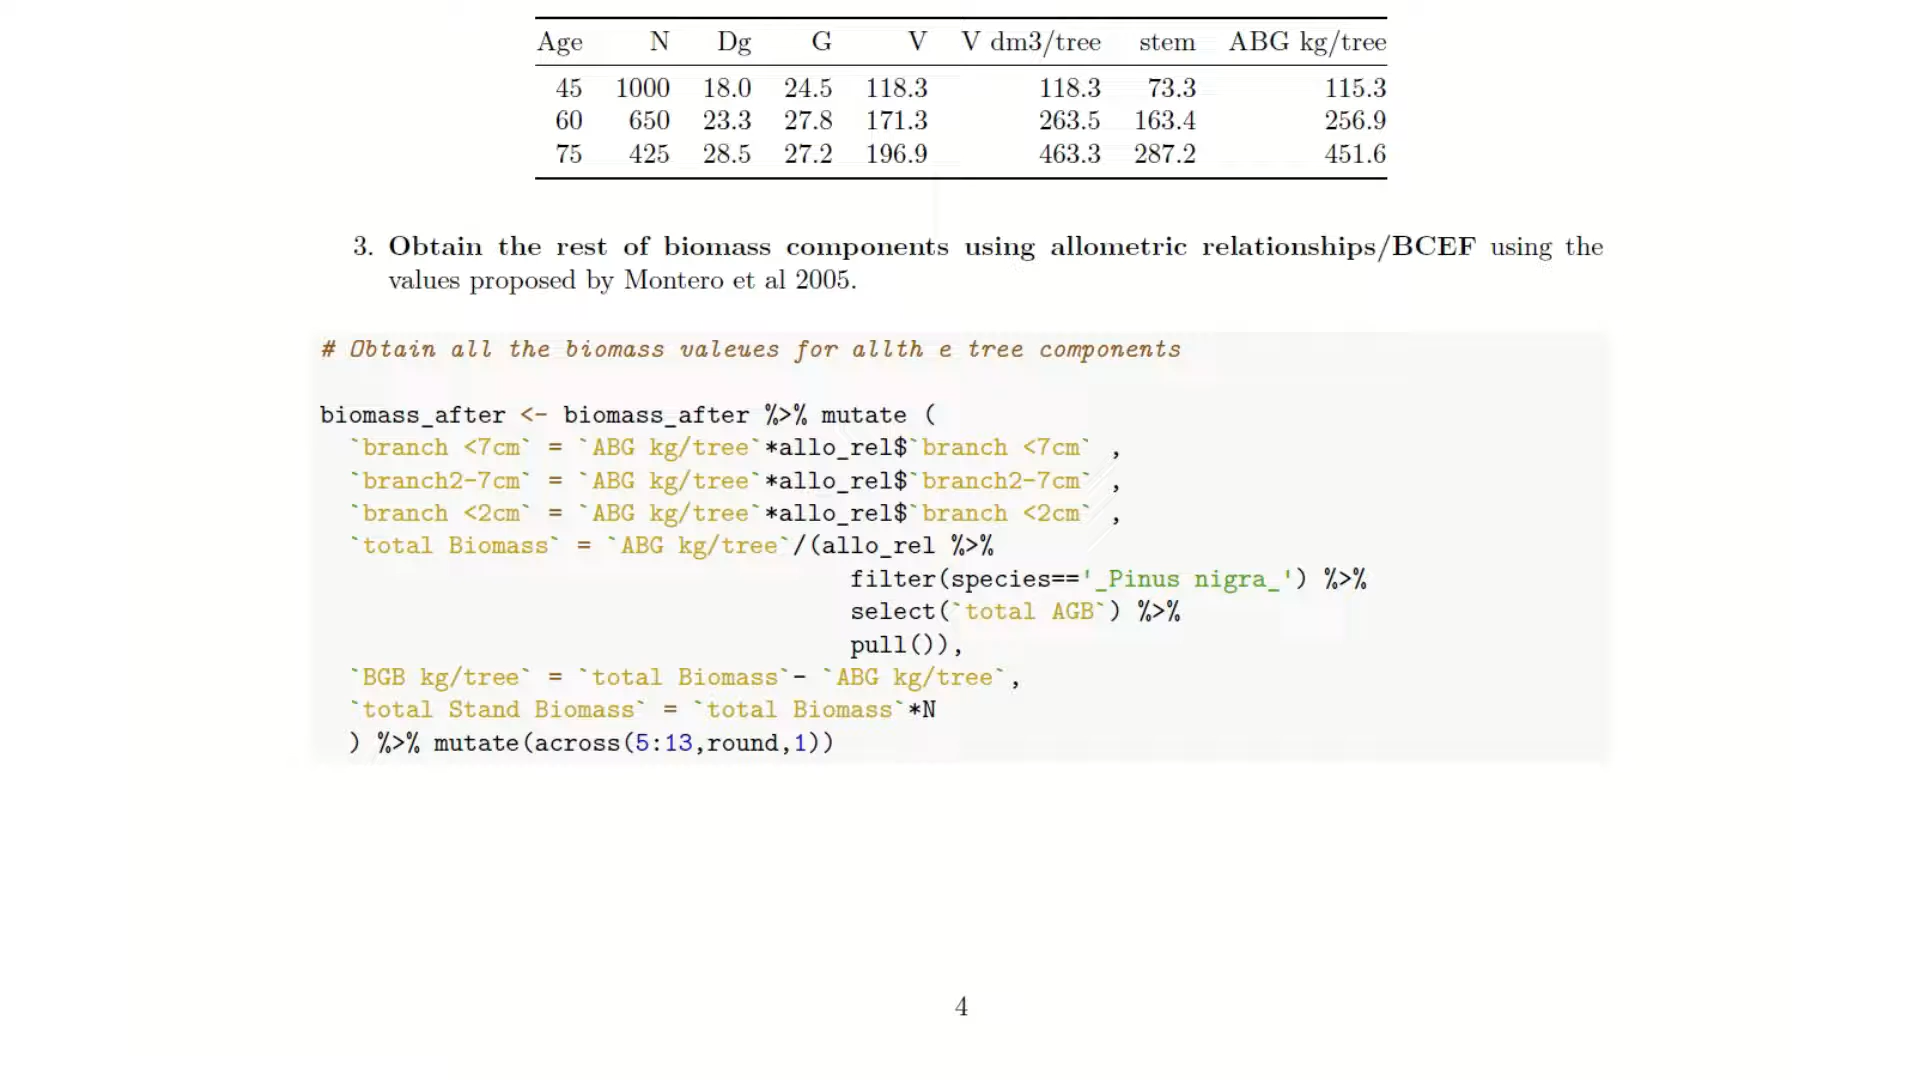 Age N Dg G V V dm3/tree stem ABG kg/tree
45 1000 18.0 24.5 118.3 118.3 73.3 115.3
60 650 23.3 27.8 171.3 263.5 163.4 256.9
75 425 28.5 27.2 196.9 463.3 287.2 451.6
3. Obtain the rest of biomass components using allometric relationships/BCEF using the
values proposed by Montero et al 2005.
# Obtain all the biomass valeues for allth e tree components
biomass_after <- biomass_after %>% mutate (
`branch <7cm` = `ABG kg/tree`*allo_rel$`branch <7cm` ,
`branch2-7cm` = `ABG kg/tree`*allo_rel$`branch2-7cm` ,
`branch <2cm` = `ABG kg/tree`*allo_rel$`branch <2cm` ,
`total Biomass` = `ABG kg/tree`/(allo_rel %>%
filter(species=='_Pinus nigra_') %>%
select(`total AGB`) %>%
pull()),
`BGB kg/tree` = `total Biomass`- `ABG kg/tree`,
`total Stand Biomass` = `total Biomass`*N
) %>% mutate(across(5:13,round,1))
4